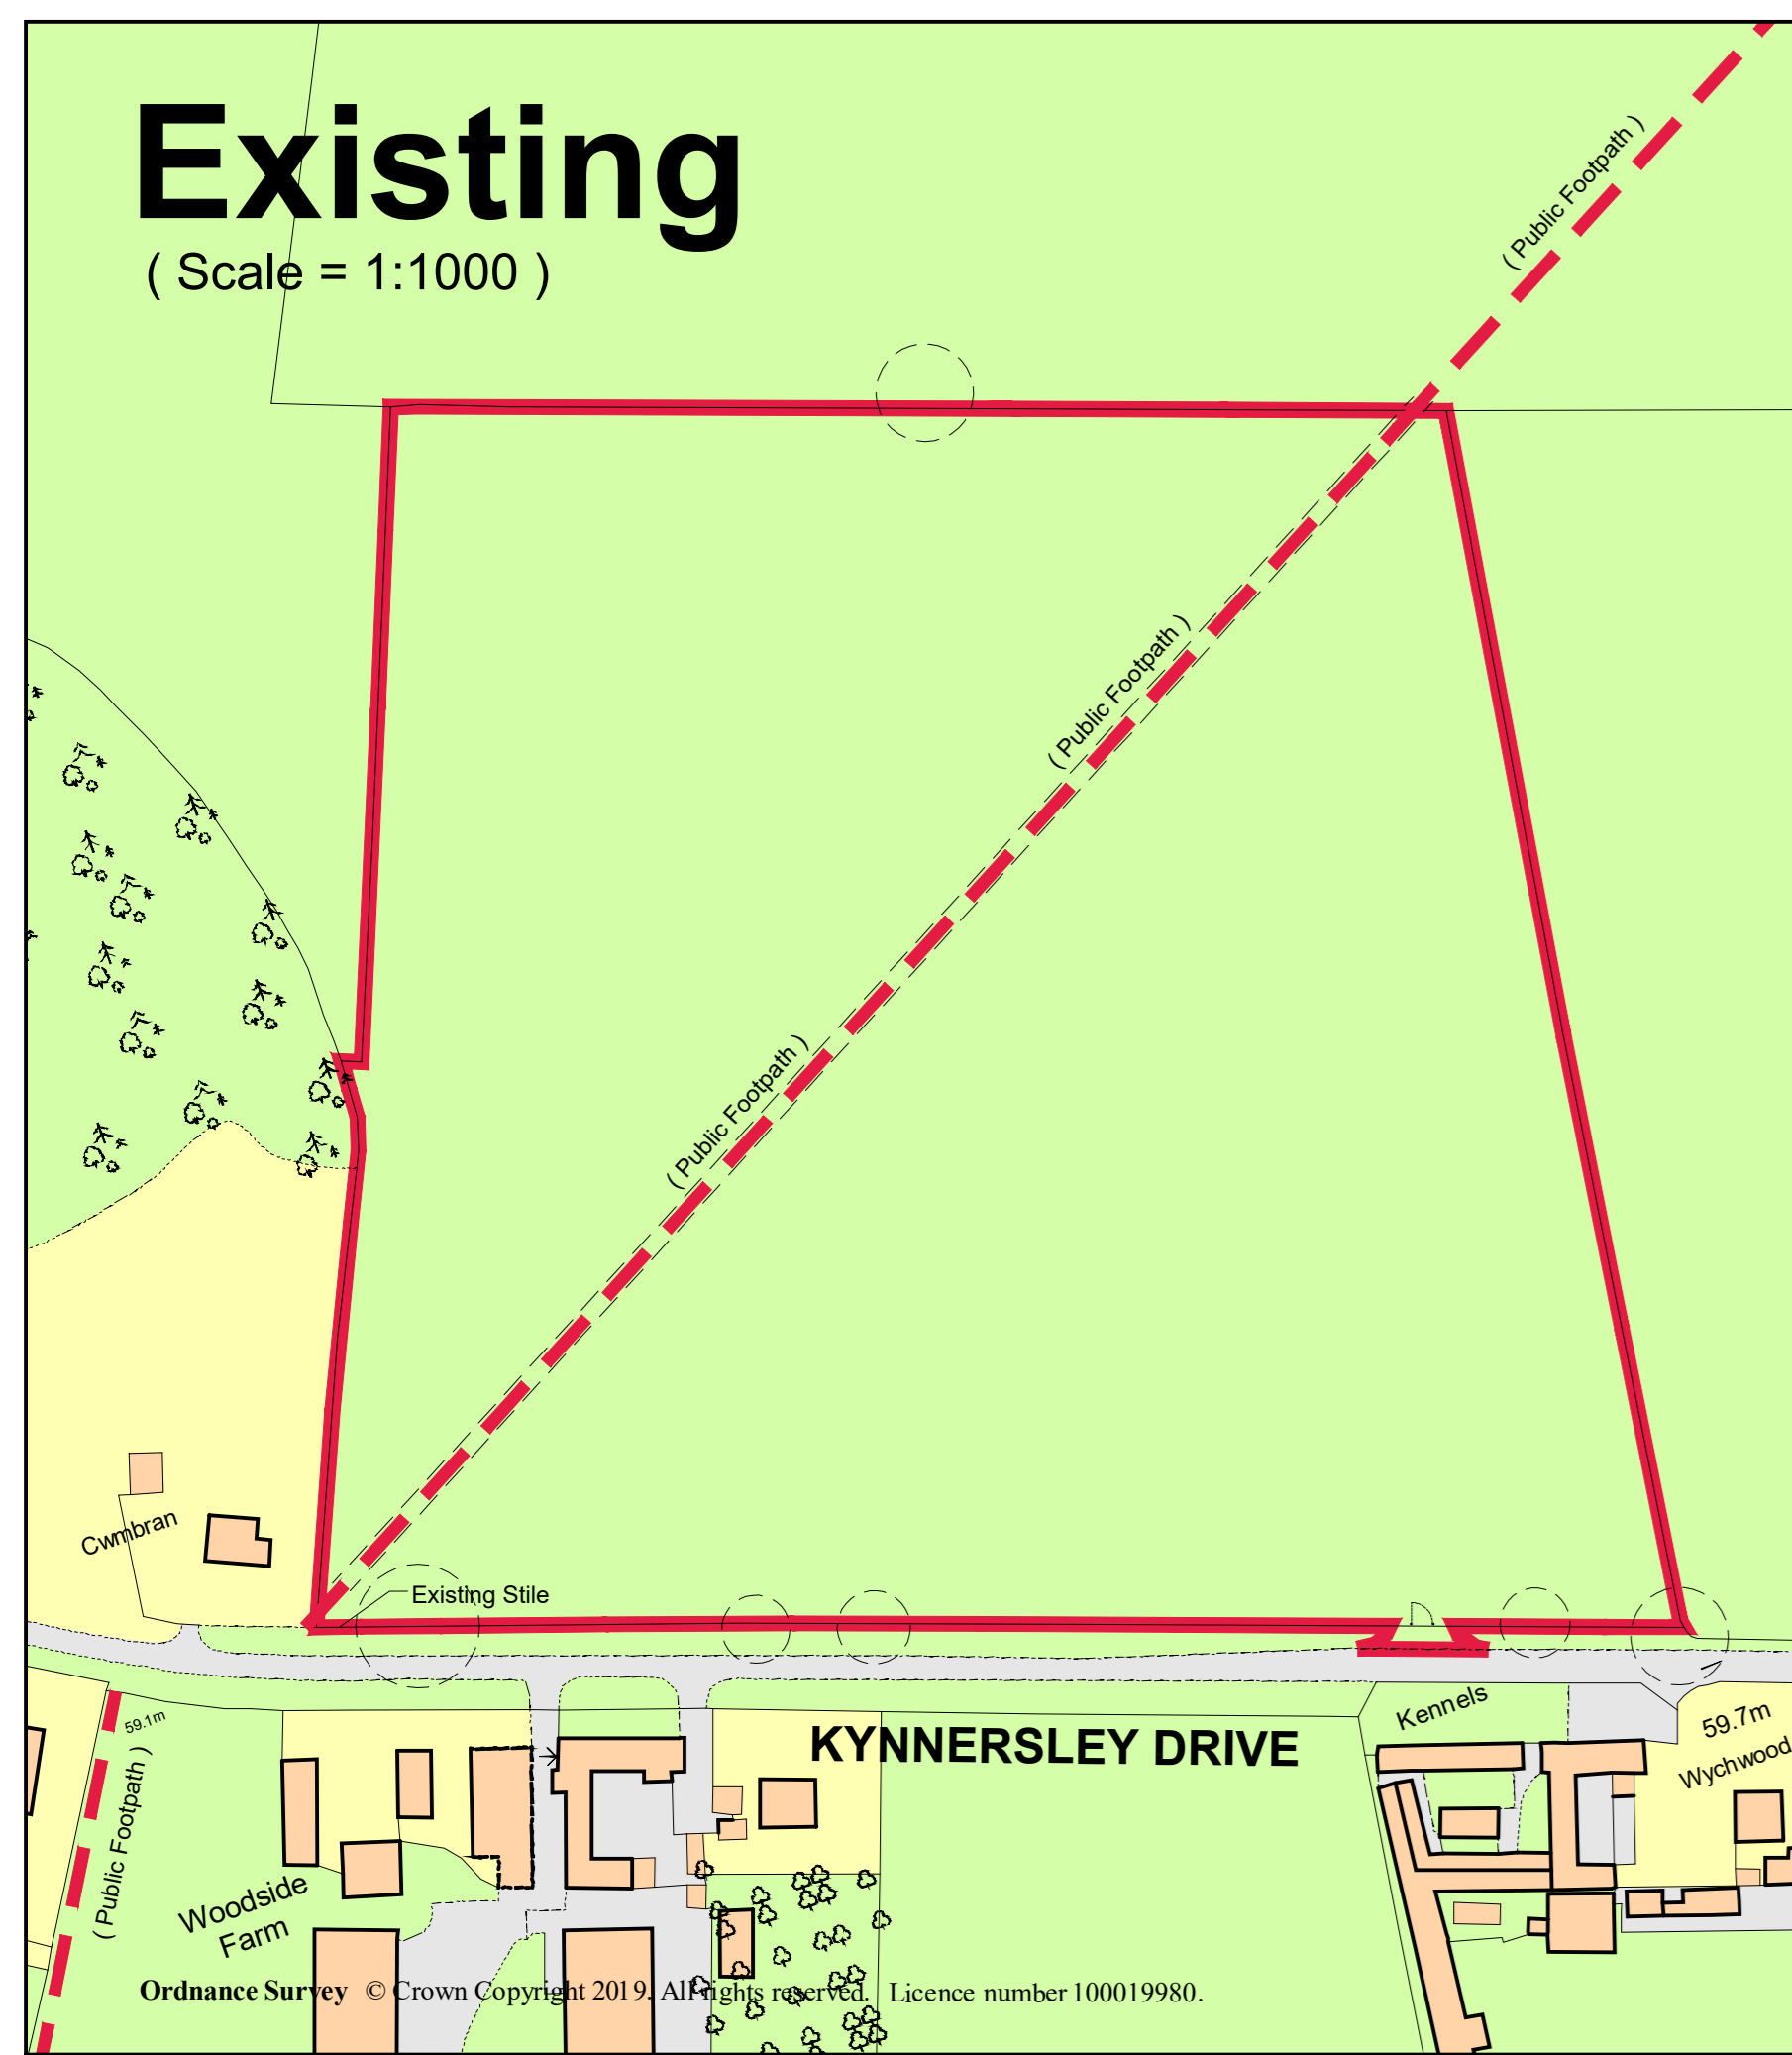 Existing
( Scale = 1:1000 )
( Public Footpath )
( Public Footpath )
( Public Footpath )
Cwmbran
Existing Stile
Kennels
59.1m
59.7m
KYNNERSLEY DRIVE
Wychwood
( Public Footpath )
Woodside
Farm
Ordnance Survey © Crown Copyright 2019. All rights reserved. Licence number 100019980.